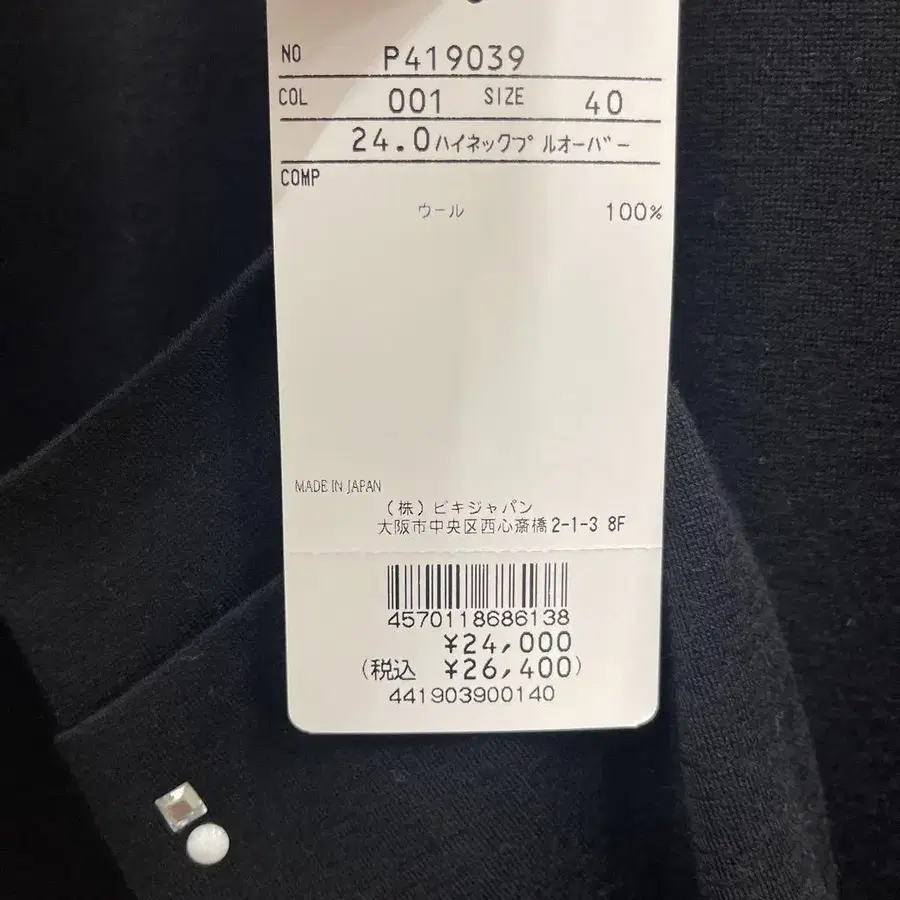 NO P419039
COL 001 SIZE 40
24.0ハイネックプルオーバー
COMP
ウール 100%
MADE IN JAPAN
(株)ピキジャパン
大阪市中央区西心斎橋2-1-3 8F
4570118686138
¥24,000
(税込 ¥26,400)
441903900140